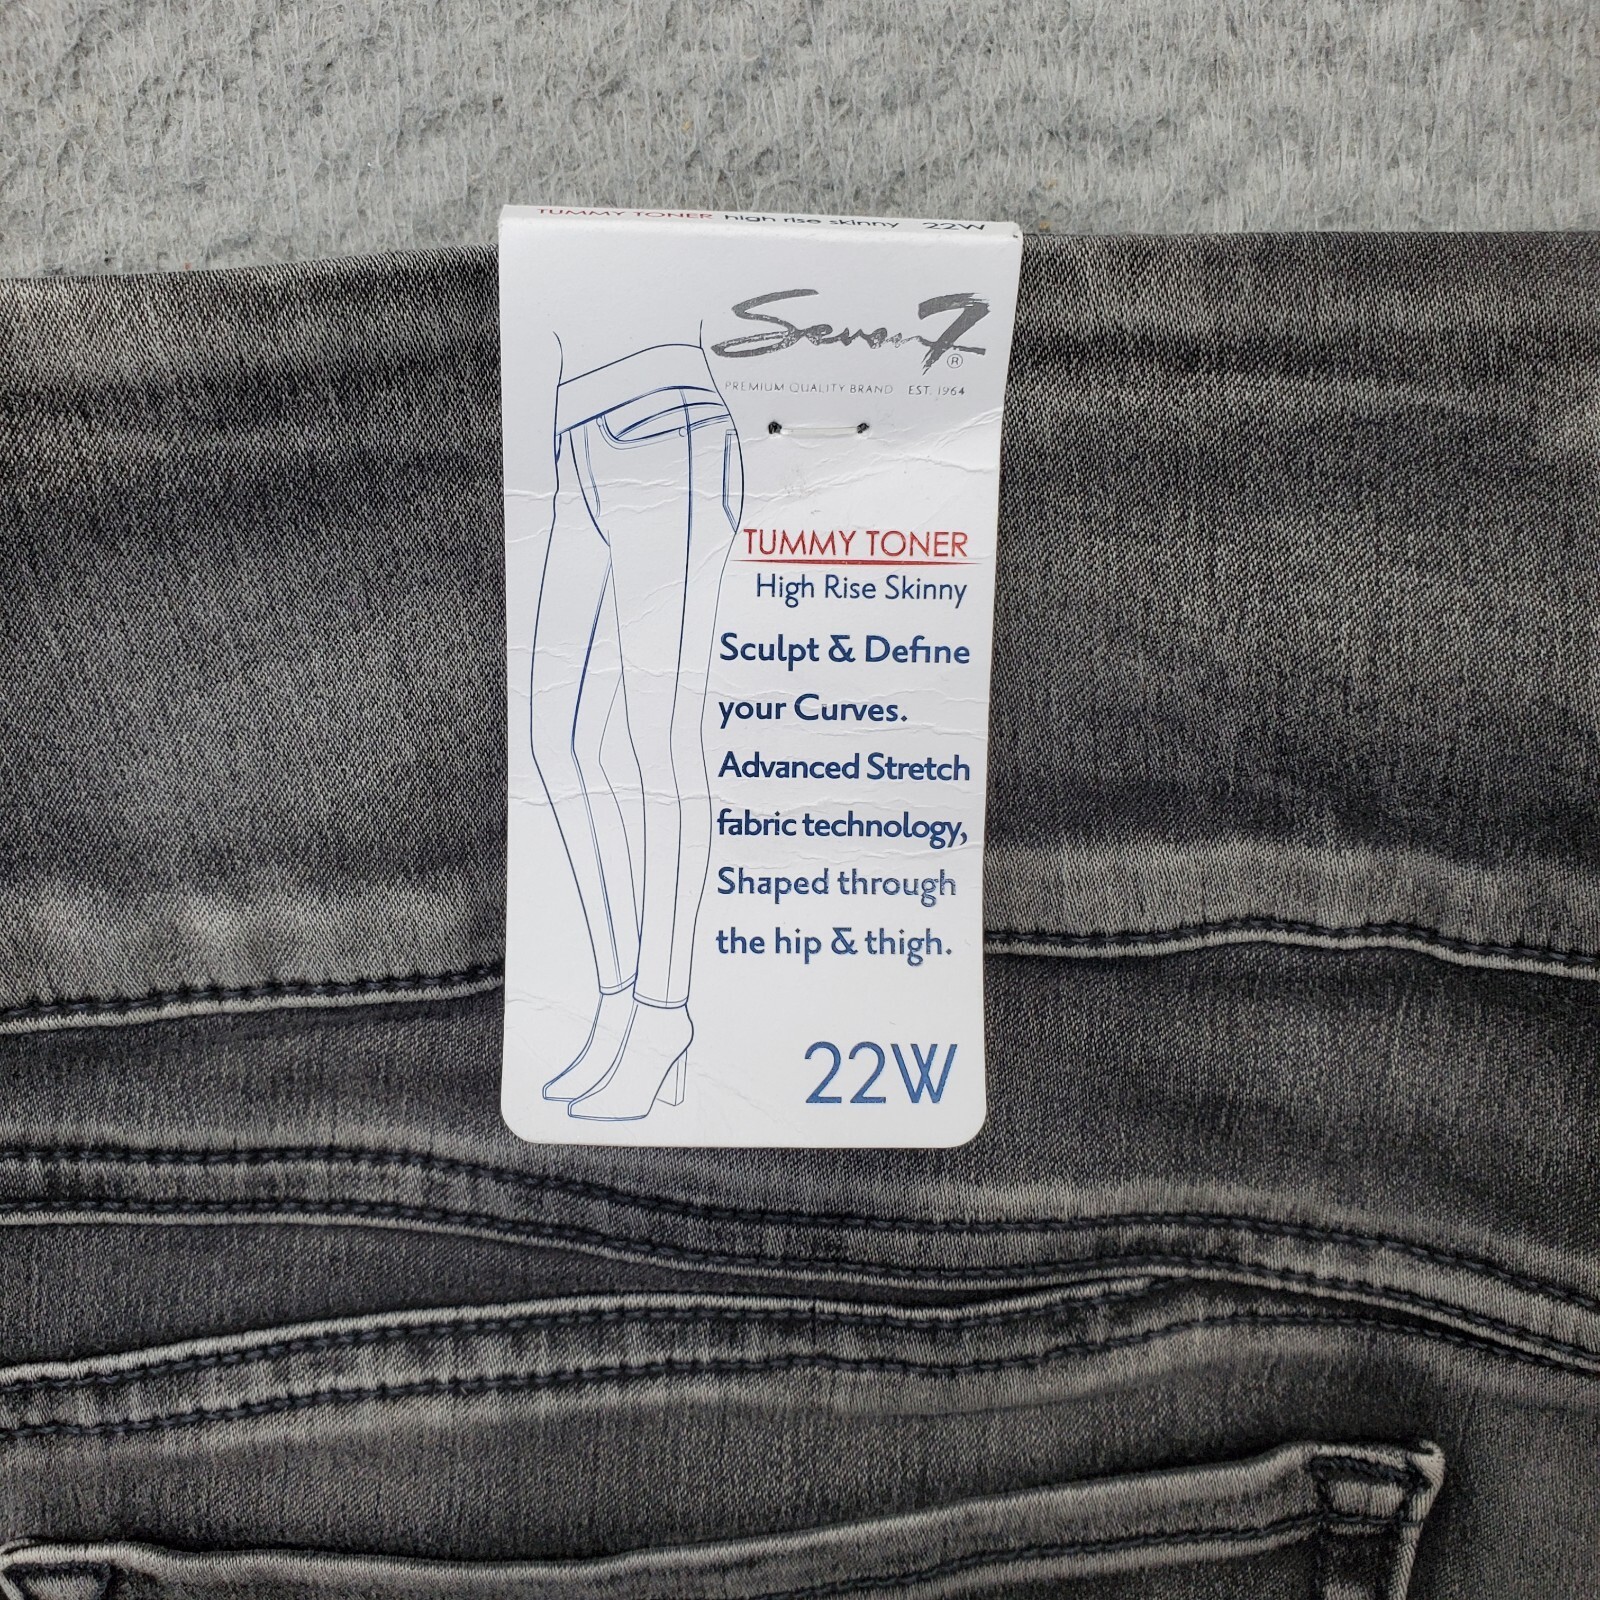 TUMMY TONER high rise skinny 22W
Seven7®
PREMIUM QUALITY BRAND EST. 1964
TUMMY TONER
High Rise Skinny
Sculpt & Define
your Curves.
Advanced Stretch
fabric technology,
Shaped through
the hip & thigh.
22W